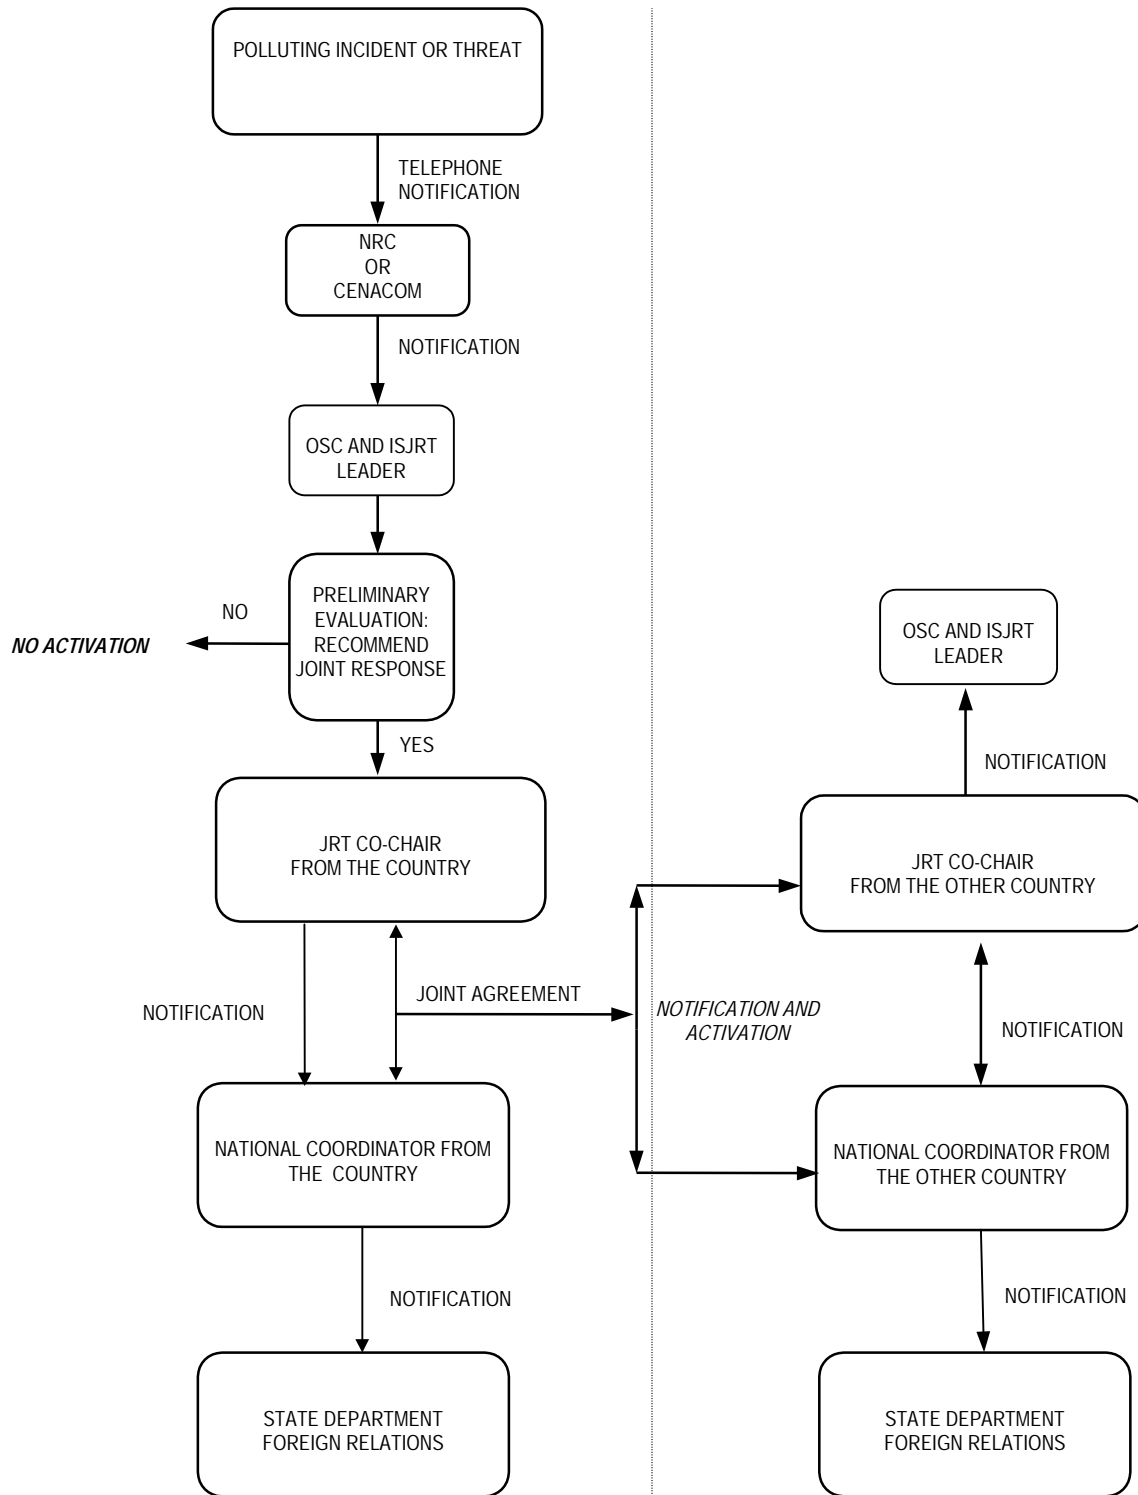 POLLUTING INCIDENT OR THREAT
TELEPHONE
NOTIFICATION
NRC
OR
CENACOM
NOTIFICATION
OSC AND ISJRT
LEADER
PRELIMINARY
EVALUATION:
RECOMMEND
JOINT RESPONSE
NO
NO ACTIVATION
YES
JRT CO-CHAIR
FROM THE COUNTRY
NOTIFICATION
JOINT AGREEMENT
NOTIFICATION AND
ACTIVATION
NATIONAL COORDINATOR FROM
THE COUNTRY
NOTIFICATION
STATE DEPARTMENT
FOREIGN RELATIONS
OSC AND ISJRT
LEADER
NOTIFICATION
JRT CO-CHAIR
FROM THE OTHER COUNTRY
NOTIFICATION
NATIONAL COORDINATOR FROM
THE OTHER COUNTRY
NOTIFICATION
STATE DEPARTMENT
FOREIGN RELATIONS